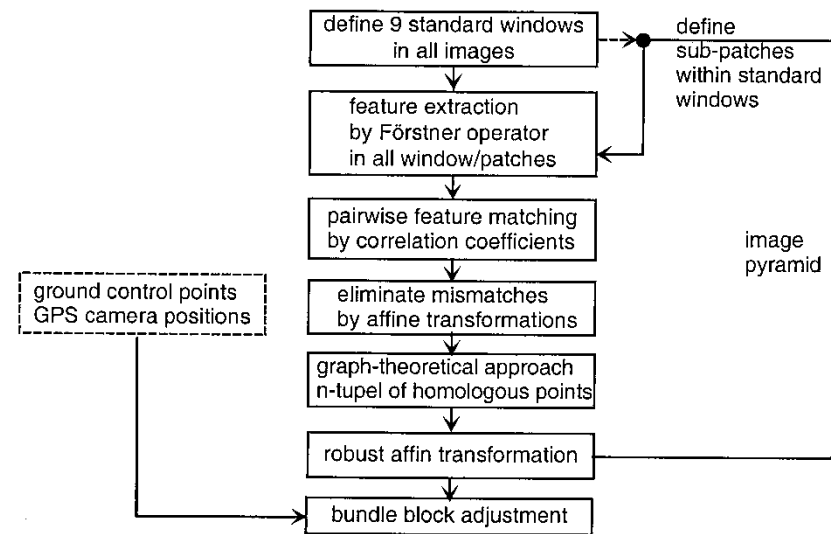 define 9 standard windows
in all images
define
sub-patches
within standard
windows
feature extraction
by Förstner operator
in all window/patches
pairwise feature matching
by correlation coefficients
image
pyramid
ground control points
GPS camera positions
eliminate mismatches
by affine transformations
graph-theoretical approach
n-tupel of homologous points
robust affin transformation
bundle block adjustment